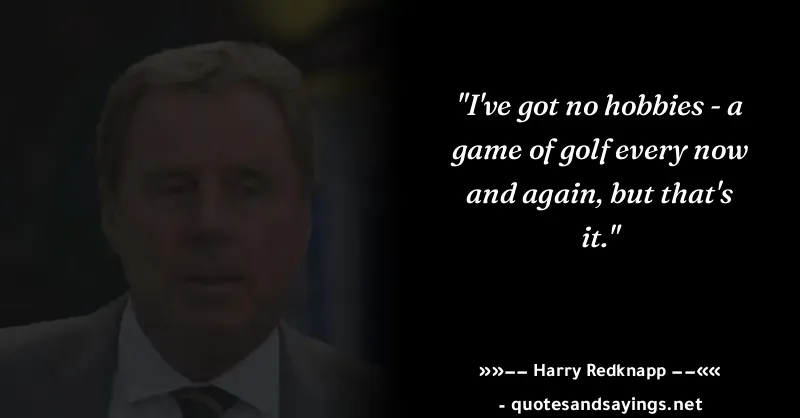 "I've got no hobbies - a
game of golf every now
and again, but that's
it."
»»–– Harry Redknapp ––««
- quotesandsayings.net